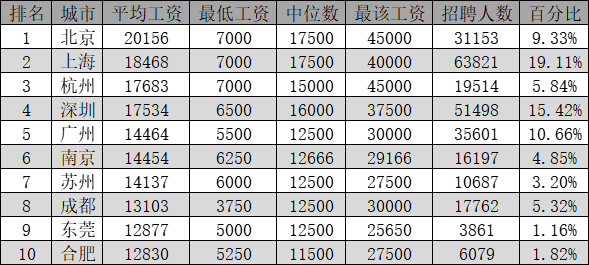 排名 城市 平均工资 最低工资 中位数 最该工资 招聘人数 百分比
1 北京 20156 7000 17500 45000 31153 9.33%
2 上海 18468 7000 17500 40000 63821 19.11%
3 杭州 17683 7000 15000 45000 19514 5.84%
4 深圳 17534 6500 16000 37500 51498 15.42%
5 广州 14464 5500 12500 30000 35601 10.66%
6 南京 14454 6250 12666 29166 16197 4.85%
7 苏州 14137 6000 12500 27500 10687 3.20%
8 成都 13103 3750 12500 30000 17762 5.32%
9 东莞 12877 5000 12500 25650 3861 1.16%
10 合肥 12830 5250 11500 27500 6079 1.82%